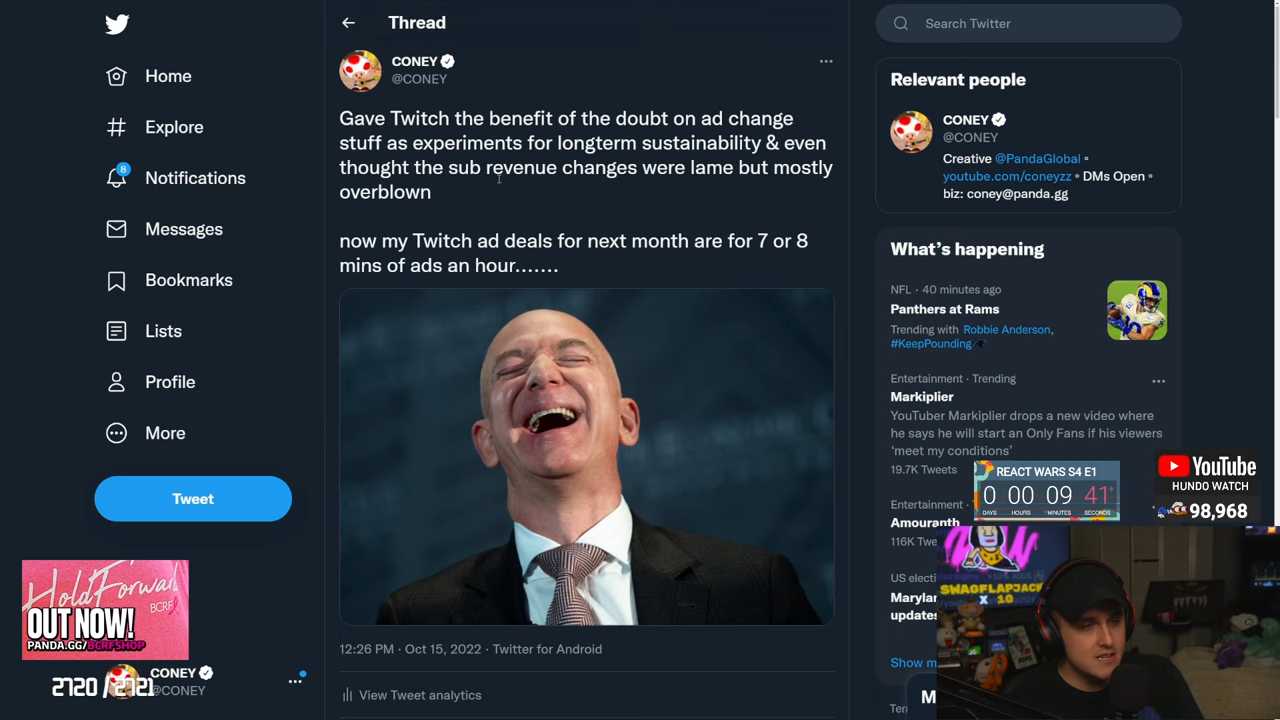 Home
Explore
8
Notifications
Messages
Bookmarks
Lists
Profile
More
Tweet
HoldForward
BCRF
OUT NOW!
PANDA.GG/BCRFSHOP
CONEY
@CONEY
Thread
CONEY
@CONEY
Gave Twitch the benefit of the doubt on ad change
stuff as experiments for longterm sustainability & even
thought the sub revenue changes were lame but mostly
overblown
now my Twitch ad deals for next month are for 7 or 8
mins of ads an hour.......
12:26 PM · Oct 15, 2022 · Twitter for Android
View Tweet analytics
Search Twitter
Relevant people
CONEY
@CONEY
Creative @PandaGlobal ◦
youtube.com/coneyzz ◦ DMs Open ◦
biz: coney@panda.gg
What's happening
NFL · 40 minutes ago
Panthers at Rams
Trending with Robbie Anderson,
#KeepPounding
Entertainment · Trending
Markiplier
YouTuber Markiplier drops a new video where
he says he will start an Only Fans if his viewers
'meet my conditions'
19.7K Tweets
REACT WARS S4 E1
0 00 09 41
DAYS HOURS MINUTES SECONDS
YouTube
HUNDO WATCH
98,968
Entertainment
Amouranth
116K Twe
US electi
Marylan
updates
Show m
Ter
M
SWAGFLAPJACK
X 10